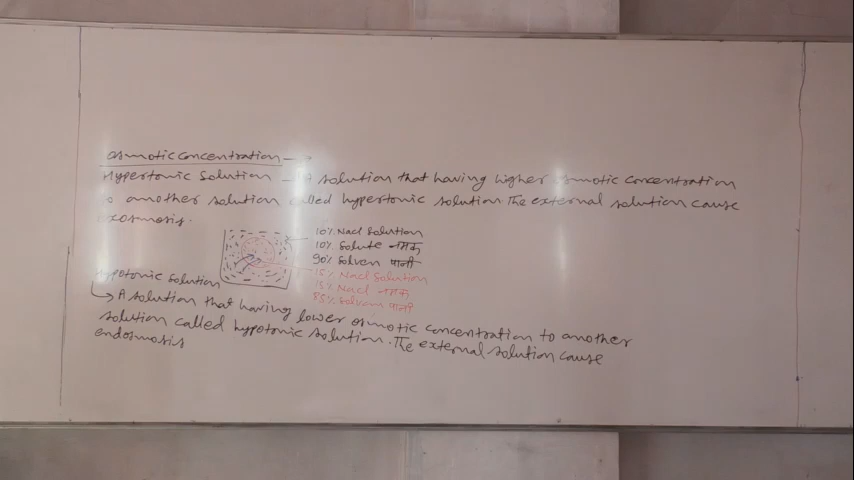 Osmotic concentration -
Hypertonic Solution - A solution that having higher osmotic concentration
to another solution called hypertonic solution The external solution cause
exosmosis.
10% Nacl Solution
10% Solute नमक
90% Solven पानी
15% Nacl Solution
15% Nacl नमक
85% Solven पानी
Hypotonic Solution
→ A solution that having lower osmotic concentration to another
solution called hypotonic solution. The external solution cause
endosmosis